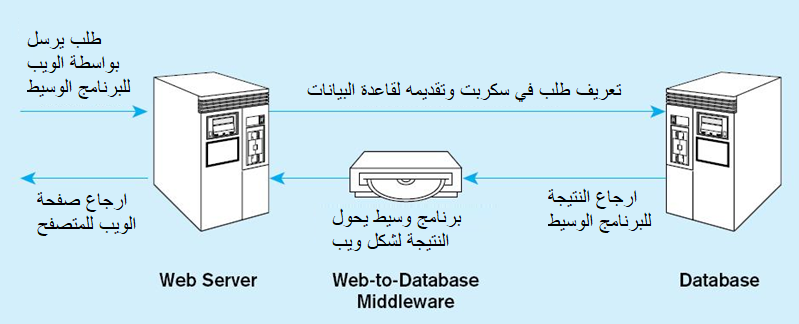 طلب يرسل
بواسطة الويب
للبرنامج الوسيط
تعريف طلب في سكربت وتقديمه لقاعدة البيانات
ارجاع النتيجة
للبرنامج الوسيط
برنامج وسيط يحول
النتيجة لشكل ويب
ارجاع صفحة
الويب للمتصفح
Web Server
Web-to-Database
Middleware
Database